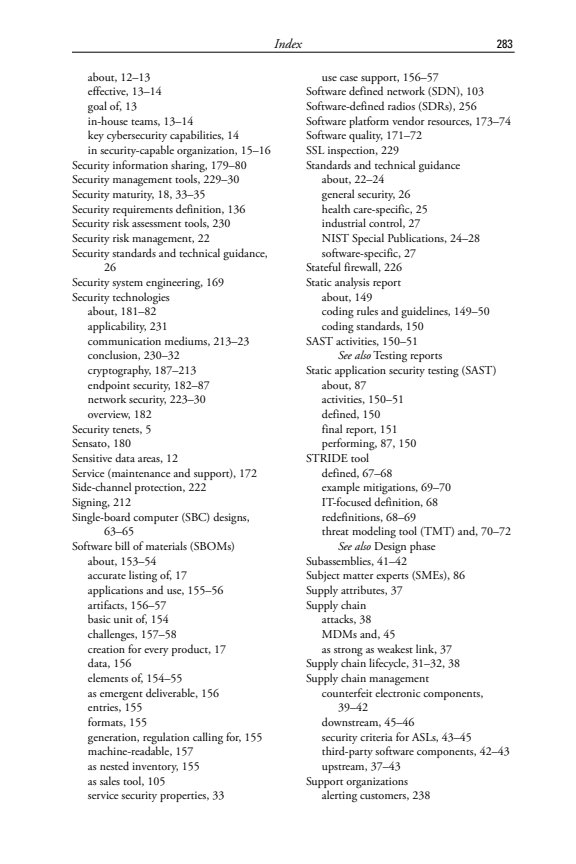 Index 283
about, 12–13
effective, 13–14
goal of, 13
in-house teams, 13–14
key cybersecurity capabilities, 14
in security-capable organization, 15–16
Security information sharing, 179–80
Security management tools, 229–30
Security maturity, 18, 33–35
Security requirements definition, 136
Security risk assessment tools, 230
Security risk management, 22
Security standards and technical guidance,
26
Security system engineering, 169
Security technologies
about, 181–82
applicability, 231
communication mediums, 213–23
conclusion, 230–32
cryptography, 187–213
endpoint security, 182–87
network security, 223–30
overview, 182
Security tenets, 5
Sensato, 180
Sensitive data areas, 12
Service (maintenance and support), 172
Side-channel protection, 222
Signing, 212
Single-board computer (SBC) designs,
63–65
Software bill of materials (SBOMs)
about, 153–54
accurate listing of, 17
applications and use, 155–56
artifacts, 156–57
basic unit of, 154
challenges, 157–58
creation for every product, 17
data, 156
elements of, 154–55
as emergent deliverable, 156
entries, 155
formats, 155
generation, regulation calling for, 155
machine-readable, 157
as nested inventory, 155
as sales tool, 105
service security properties, 33
use case support, 156–57
Software defined network (SDN), 103
Software-defined radios (SDRs), 256
Software platform vendor resources, 173–74
Software quality, 171–72
SSL inspection, 229
Standards and technical guidance
about, 22–24
general security, 26
health care-specific, 25
industrial control, 27
NIST Special Publications, 24–28
software-specific, 27
Stateful firewall, 226
Static analysis report
about, 149
coding rules and guidelines, 149–50
coding standards, 150
SAST activities, 150–51
See also Testing reports
Static application security testing (SAST)
about, 87
activities, 150–51
defined, 150
final report, 151
performing, 87, 150
STRIDE tool
defined, 67–68
example mitigations, 69–70
IT-focused definition, 68
redefinitions, 68–69
threat modeling tool (TMT) and, 70–72
See also Design phase
Subassemblies, 41–42
Subject matter experts (SMEs), 86
Supply attributes, 37
Supply chain
attacks, 38
MDMs and, 45
as strong as weakest link, 37
Supply chain lifecycle, 31–32, 38
Supply chain management
counterfeit electronic components,
39–42
downstream, 45–46
security criteria for ASLs, 43–45
third-party software components, 42–43
upstream, 37–43
Support organizations
alerting customers, 238